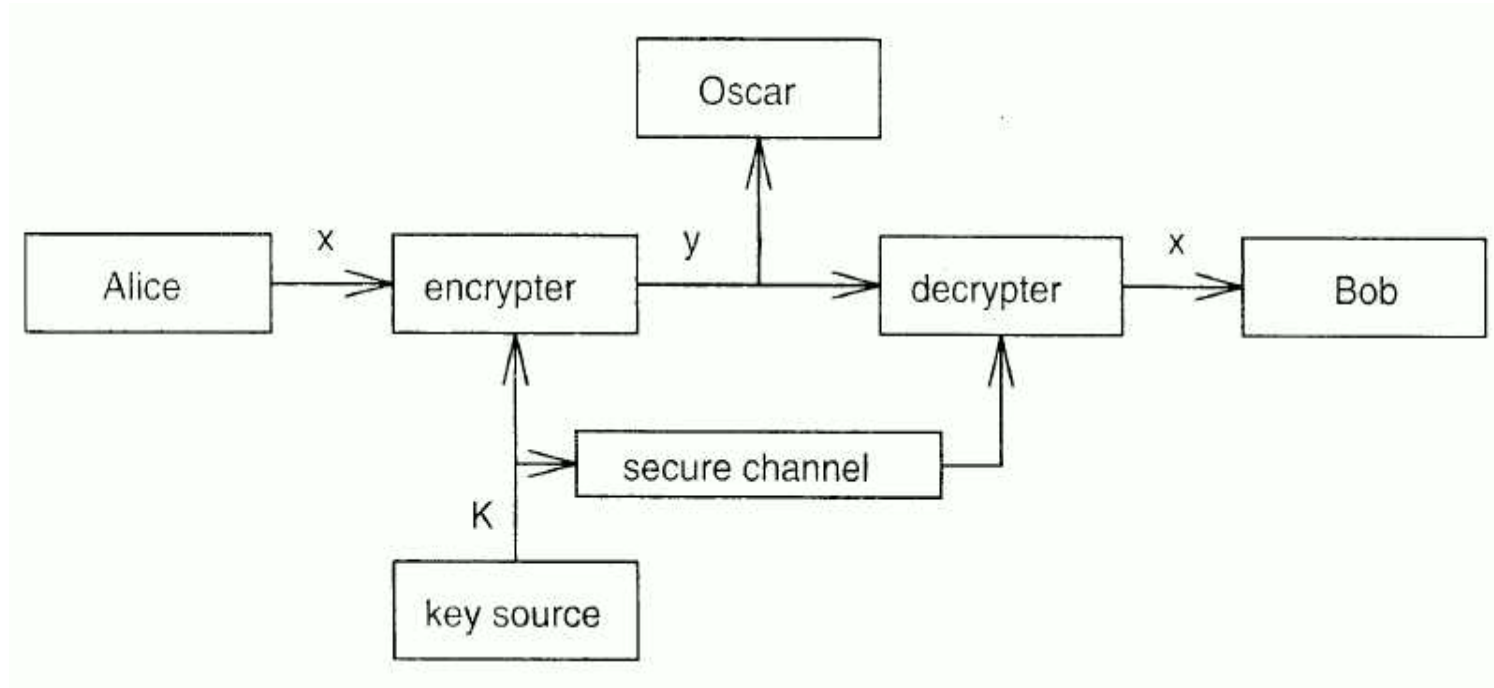 Oscar
x
y
x
Alice
encrypter
decrypter
Bob
secure channel
K
key source